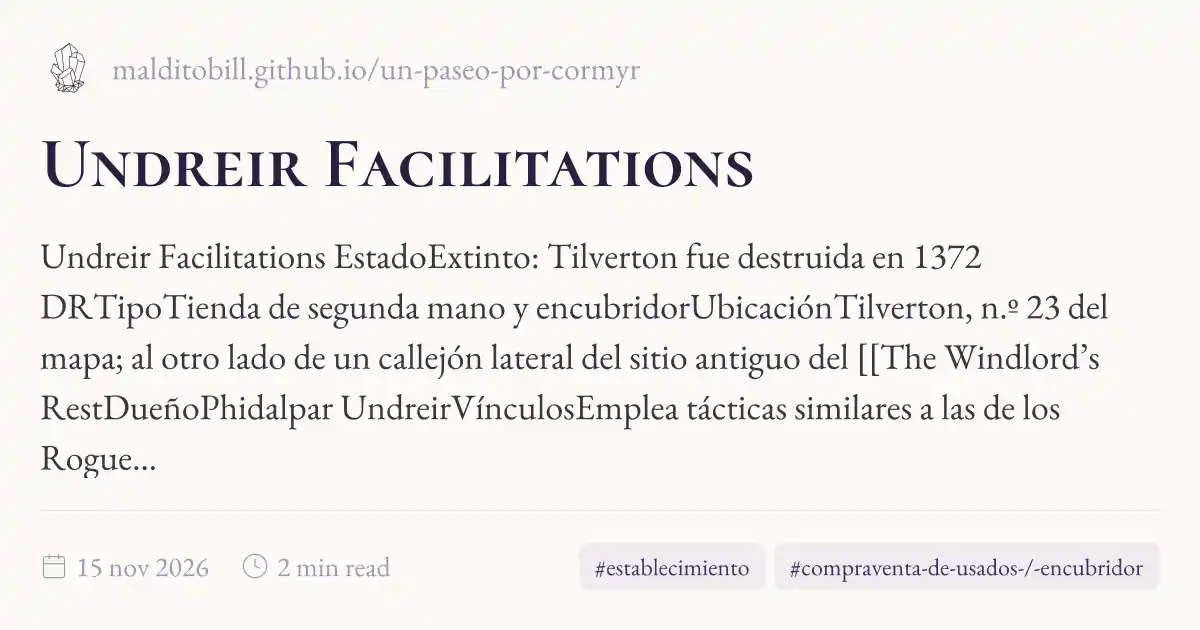 malditobill.github.io/un-paseo-por-cormyr
Undreir Facilitations
Undreir Facilitations EstadoExtinto: Tilverton fue destruida en 1372
DRTipoTienda de segunda mano y encubridorUbicaciónTilverton, n.º 23 del
mapa; al otro lado de un callejón lateral del sitio antiguo del [[The Windlord’s
RestDueñoPhidalpar UndreirVínculosEmplea tácticas similares a las de los
Rogue...
15 nov 2026
2 min read
#establecimiento
#compraventa-de-usados-/-encubridor